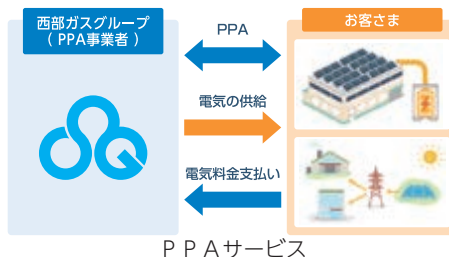 西部ガスグループ
（ PPA事業者 ）
PPA
電気の供給
電気料金支払い
お客さま
ＰＰＡサービス